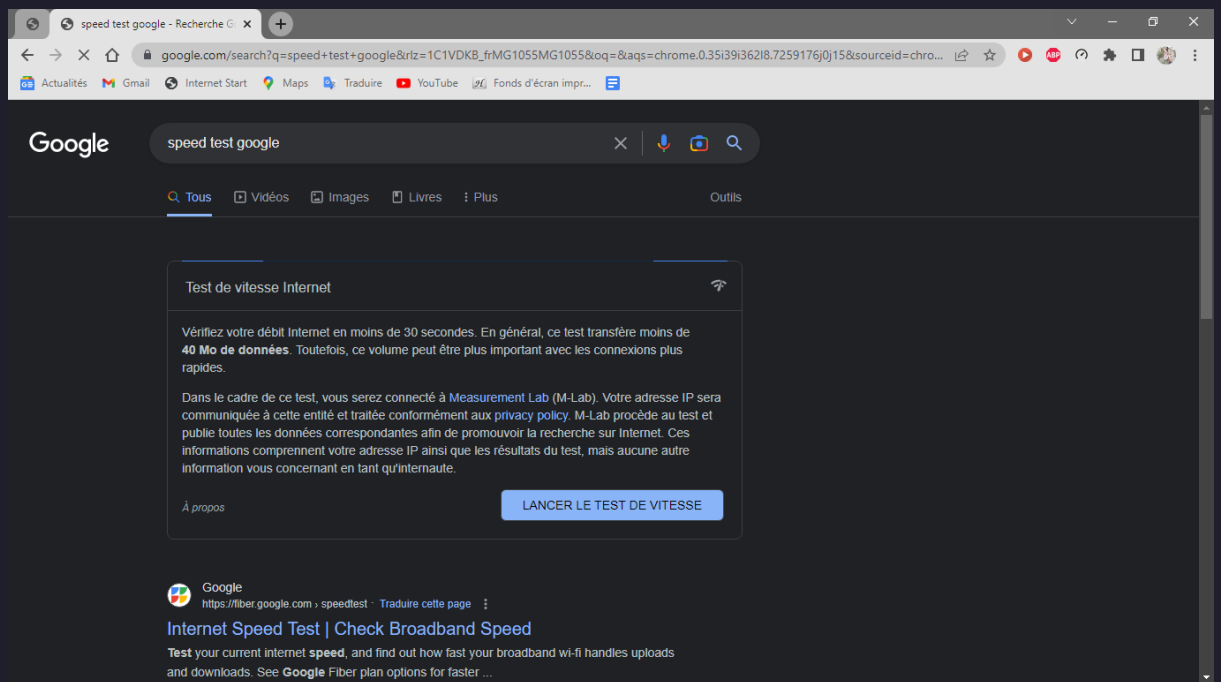 speed test google - Recherche G
google.com/search?q=speed+test+google&rlz=1C1VDKB_frMG1055MG1055&oq=&aqs=chrome.0.35i39i362l8.7259176j0j15&sourceid=chro...
ABP
GE Actualités Gmail Internet Start Maps Traduire YouTube Fonds d'écran impr...
Google
speed test google
Tous Vidéos Images Livres Plus Outils
Test de vitesse Internet
Vérifiez votre débit Internet en moins de 30 secondes. En général, ce test transfère moins de
40 Mo de données. Toutefois, ce volume peut être plus important avec les connexions plus
rapides.
Dans le cadre de ce test, vous serez connecté à Measurement Lab (M-Lab). Votre adresse IP sera
communiquée à cette entité et traitée conformément aux privacy policy. M-Lab procède au test et
publie toutes les données correspondantes afin de promouvoir la recherche sur Internet. Ces
informations comprennent votre adresse IP ainsi que les résultats du test, mais aucune autre
information vous concernant en tant qu'internaute.
À propos
LANCER LE TEST DE VITESSE
Google
https://fiber.google.com › speedtest · Traduire cette page
Internet Speed Test | Check Broadband Speed
Test your current internet speed, and find out how fast your broadband wi-fi handles uploads
and downloads. See Google Fiber plan options for faster ...